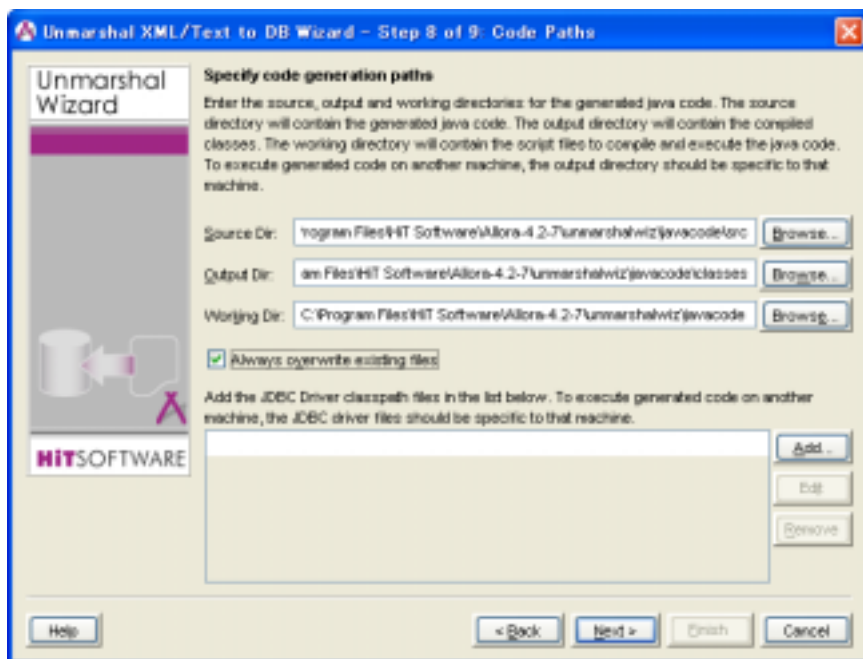 Unmarshal XML/Text to DB Wizard - Step 8 of 9: Code Paths
Unmarshal
Wizard
Specify code generation paths
Enter the source, output and working directories for the generated java code. The source
directory will contain the generated java code. The output directory will contain the compiled
classes. The working directory will contain the script files to compile and execute the java code.
To execute generated code on another machine, the output directory should be specific to that
machine.
Source Dir: rogram Files\HiT Software\Allora-4.2-7\unmarshalwiz\javacode\src Browse...
Output Dir: am Files\HiT Software\Allora-4.2-7\unmarshalwiz\javacode\classes Browse...
Working Dir: C:\Program Files\HiT Software\Allora-4.2-7\unmarshalwiz\javacode Browse...
Always overwrite existing files
Add the JDBC Driver classpath files in the list below. To execute generated code on another
machine, the JDBC driver files should be specific to that machine.
Add...
Edit
Remove
HiTSOFTWARE
Help < Back Next > Finish Cancel